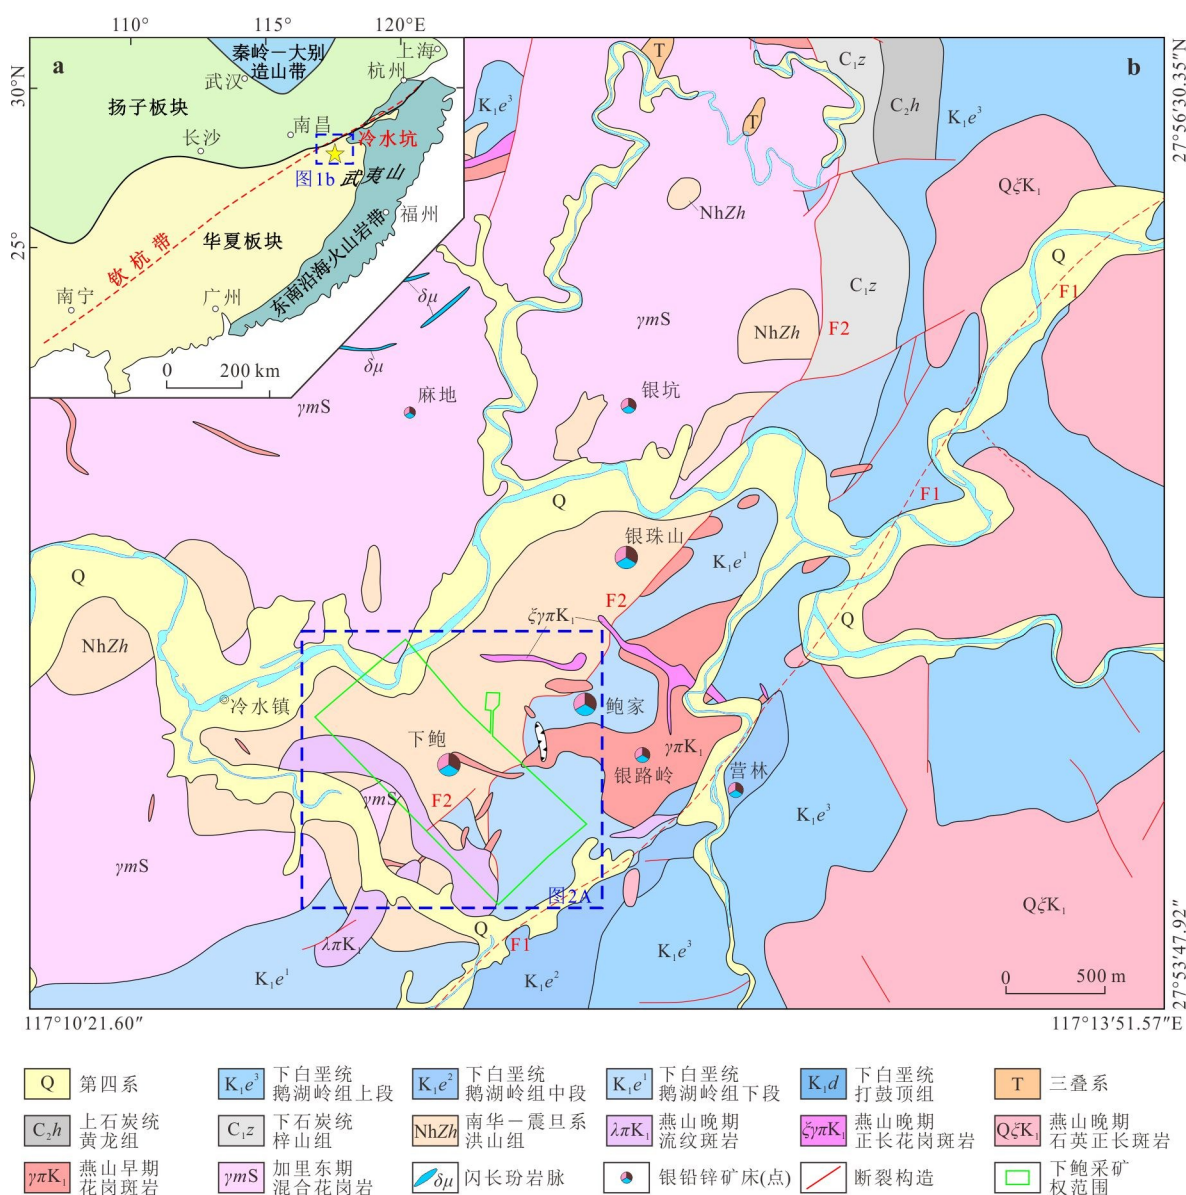 110°
115°
120°E
30°N
25°
a
秦岭－大别
造山带
上海
武汉
杭州
扬子板块
南昌
长沙
冷水坑
图1b
武夷山
福州
华夏板块
钦杭带
东南沿海火山岩带
南宁
广州
0
200 km
b
T
C₁z
C₂h
K₁e³
K₁e³
27°56′30.35″N
T
QξK₁
NhZh
Q
δμ
C₁z
F1
γmS
NhZh
F2
δμ
麻地
银坑
γmS
Q
F1
银珠山
Q
K₁e¹
F2
ξγπK₁
Q
NhZh
冷水镇
鲍家
下鲍
γπK₁
银路岭
营林
γmS
F2
K₁e³
γmS
图2A
QξK₁
Q
F1
λπK₁
K₁e³
K₁e¹
K₁e²
0
500 m
27°53′47.92″
117°10′21.60″
117°13′51.57″E
Q
第四系
K₁e³
下白垩统
鹅湖岭组上段
K₁e²
下白垩统
鹅湖岭组中段
K₁e¹
下白垩统
鹅湖岭组下段
K₁d
下白垩统
打鼓顶组
T
三叠系
C₂h
上石炭统
黄龙组
C₁z
下石炭统
梓山组
NhZh
南华－震旦系
洪山组
λπK₁
燕山晚期
流纹斑岩
ξγπK₁
燕山晚期
正长花岗斑岩
QξK₁
燕山晚期
石英正长斑岩
γπK₁
燕山早期
花岗斑岩
γmS
加里东期
混合花岗岩
δμ
闪长玢岩脉
银铅锌矿床(点)
断裂构造
下鲍采矿
权范围